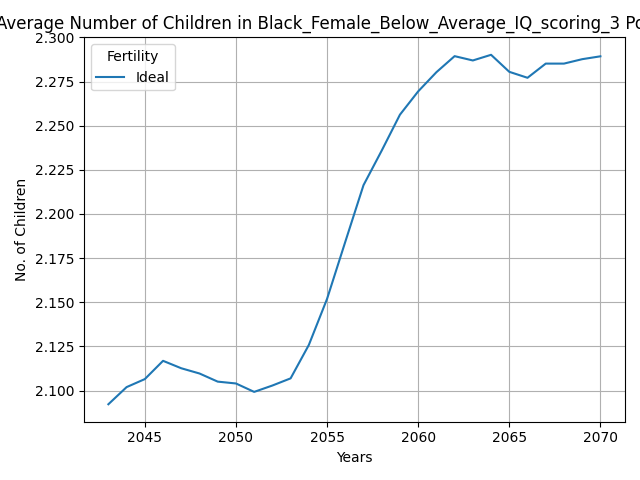 Average Number of Children in Black_Female_Below_Average_IQ_scoring_3 Po
Fertility
Ideal
No. of Children
2.300
2.275
2.250
2.225
2.200
2.175
2.150
2.125
2.100
2045 2050 2055 2060 2065 2070
Years